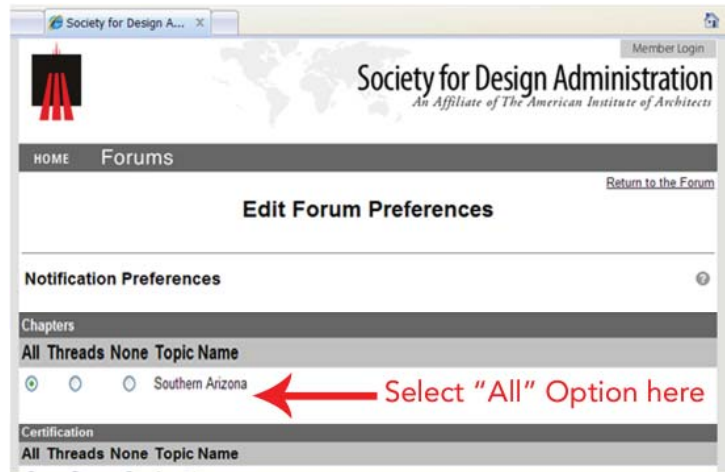 Society for Design A... X
Member Login
Society for Design Administration
An Affiliate of The American Institute of Architects
HOME Forums
Return to the Forum
Edit Forum Preferences
Notification Preferences ?
Chapters
All Threads None Topic Name
Southern Arizona
Select “All” Option here
Certification
All Threads None Topic Name